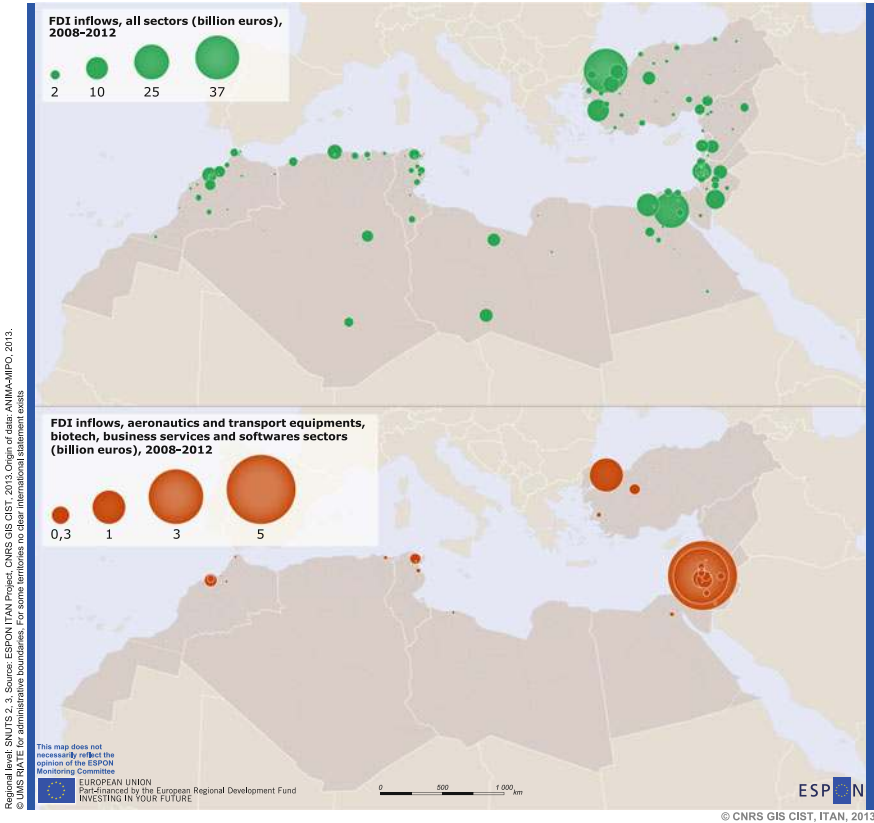 FDI inflows, all sectors (billion euros),
2008–2012
2 10 25 37
FDI inflows, aeronautics and transport equipments,
biotech, business services and softwares sectors
(billion euros), 2008–2012
0,3 1 3 5
This map does not
necessarily reflect the
opinion of the ESPON
Monitoring Committee
EUROPEAN UNION
Part-financed by the European Regional Development Fund
INVESTING IN YOUR FUTURE
0 500 1 000
km
ESPON
© CNRS GIS CIST, ITAN, 2013
Regional level: SNUTS 2, 3, Source: ESPON ITAN Project, CNRS GIS CIST, 2013. Origin of data: ANIMA-MIPO, 2013.
© UMS RIATE for administrative boundaries, For some territories no clear international statement exists